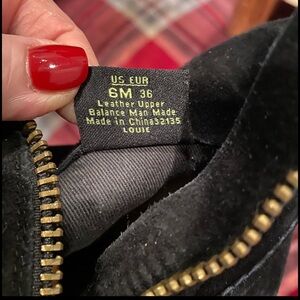 US EUR
6M 36
Leather Upper
Balance Man Made
Made in China32135
LOUIE